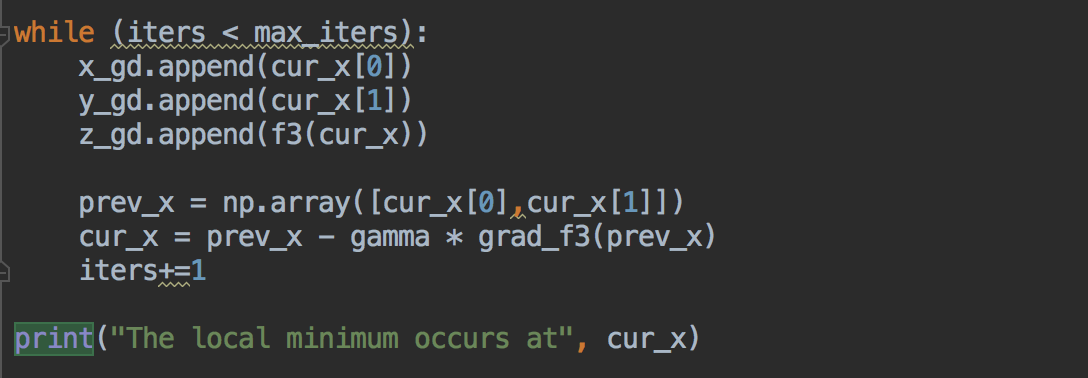 while (iters < max_iters):
    x_gd.append(cur_x[0])
    y_gd.append(cur_x[1])
    z_gd.append(f3(cur_x))
    prev_x = np.array([cur_x[0],cur_x[1]])
    cur_x = prev_x - gamma * grad_f3(prev_x)
    iters+=1
print("The local minimum occurs at", cur_x)